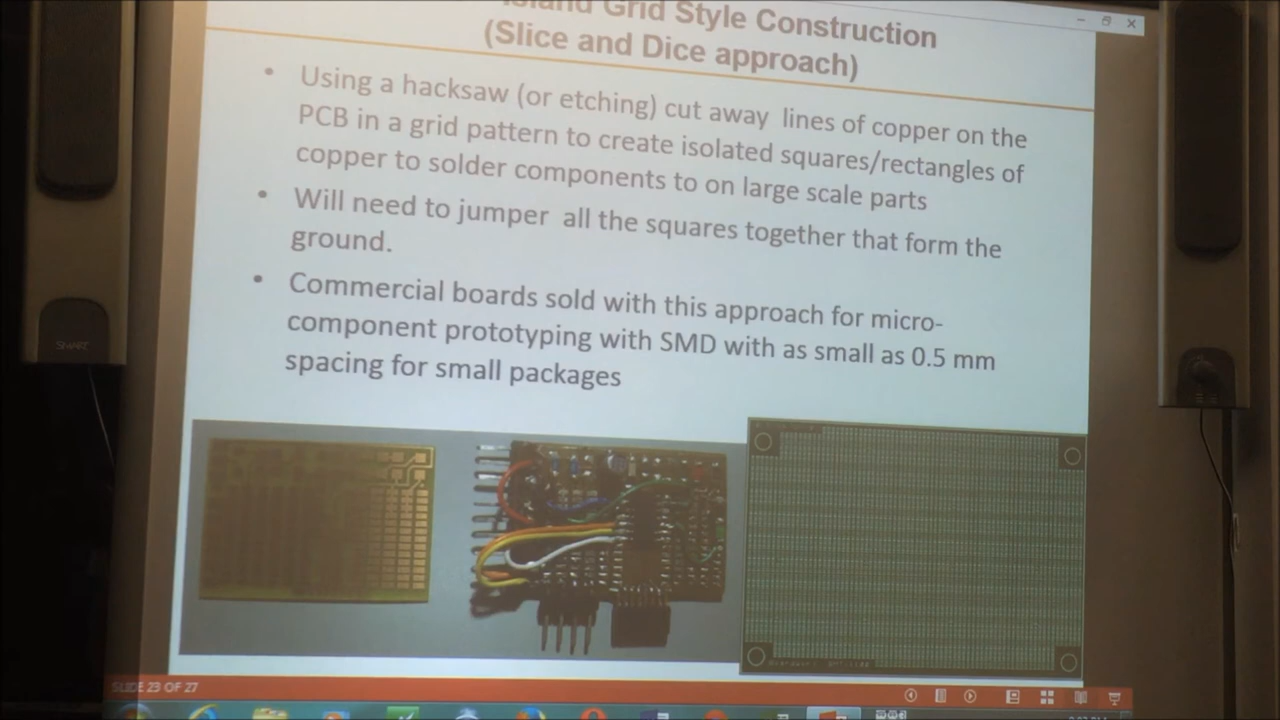 Island Grid Style Construction
(Slice and Dice approach)
• Using a hacksaw (or etching) cut away lines of copper on the
PCB in a grid pattern to create isolated squares/rectangles of
copper to solder components to on large scale parts
• Will need to jumper all the squares together that form the
ground.
• Commercial boards sold with this approach for micro-
component prototyping with SMD with as small as 0.5 mm
spacing for small packages
SMART
SLIDE 23 OF 27